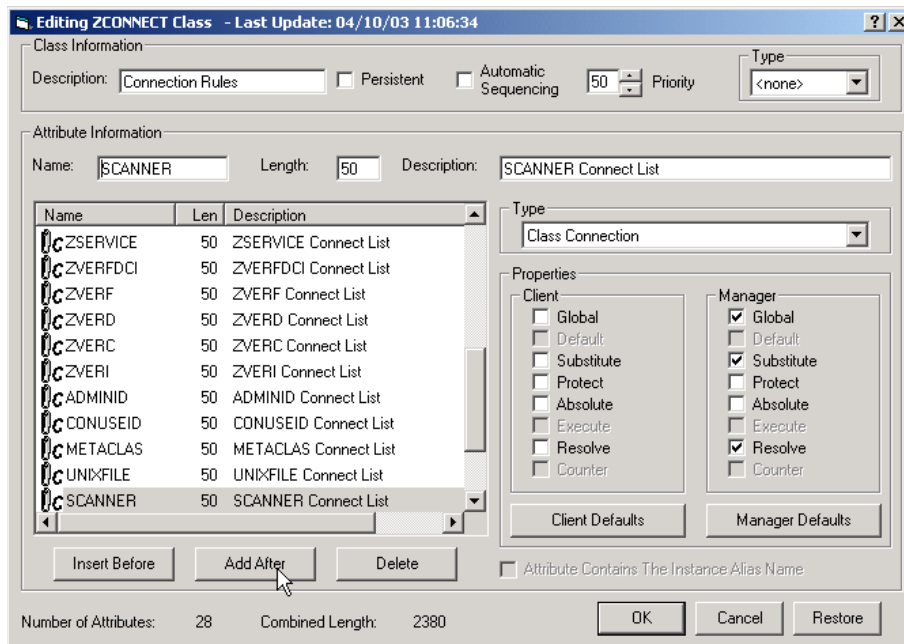 Editing ZCONNECT Class - Last Update: 04/10/03 11:06:34
Class Information
Description: Connection Rules
Persistent
Automatic Sequencing
50 Priority
Type
<none>
Attribute Information
Name: SCANNER Length: 50 Description: SCANNER Connect List
Name Len Description
ZSERVICE 50 ZSERVICE Connect List
ZVERFDCI 50 ZVERFDCI Connect List
ZVERF 50 ZVERF Connect List
ZVERD 50 ZVERD Connect List
ZVERC 50 ZVERC Connect List
ZVERI 50 ZVERI Connect List
ADMINID 50 ADMINID Connect List
CONUSEID 50 CONUSEID Connect List
METACLAS 50 METACLAS Connect List
UNIXFILE 50 UNIXFILE Connect List
SCANNER 50 SCANNER Connect List
Type
Class Connection
Properties
Client
Global
Default
Substitute
Protect
Absolute
Execute
Resolve
Counter
Manager
Global
Default
Substitute
Protect
Absolute
Execute
Resolve
Counter
Client Defaults Manager Defaults
Insert Before Add After Delete
Attribute Contains The Instance Alias Name
Number of Attributes: 28 Combined Length: 2380
OK Cancel Restore